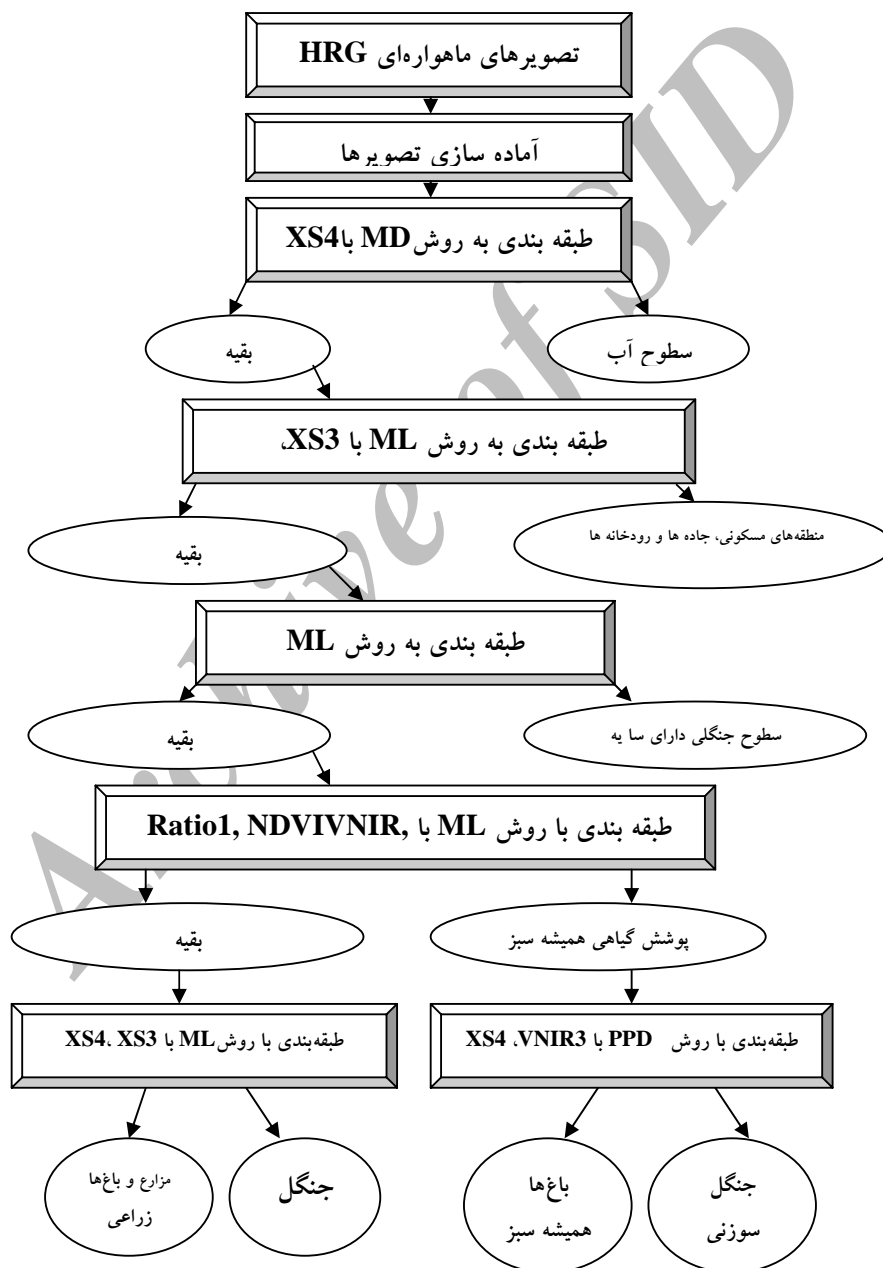 تصویرهای ماهواره‌ای HRG
آماده سازی تصویرها
طبقه بندی به روش MD با XS4
بقیه
سطوح آب
طبقه بندی به روش ML با XS3،
بقیه
منطقه‌های مسکونی، جاده ها و رودخانه ها
طبقه بندی به روش ML
بقیه
سطوح جنگلی دارای سا یه
طبقه بندی با روش ML با Ratio1, NDVIVNIR,
بقیه
پوشش گیاهی همیشه سبز
طبقه‌بندی با روش ML با XS4، XS3
طبقه‌بندی با روش PPD با XS4 ،VNIR3
مزارع و باغ‌ها
زراعی
جنگل
باغ‌ها
همیشه سبز
جنگل
سوزنی
Archive of SID